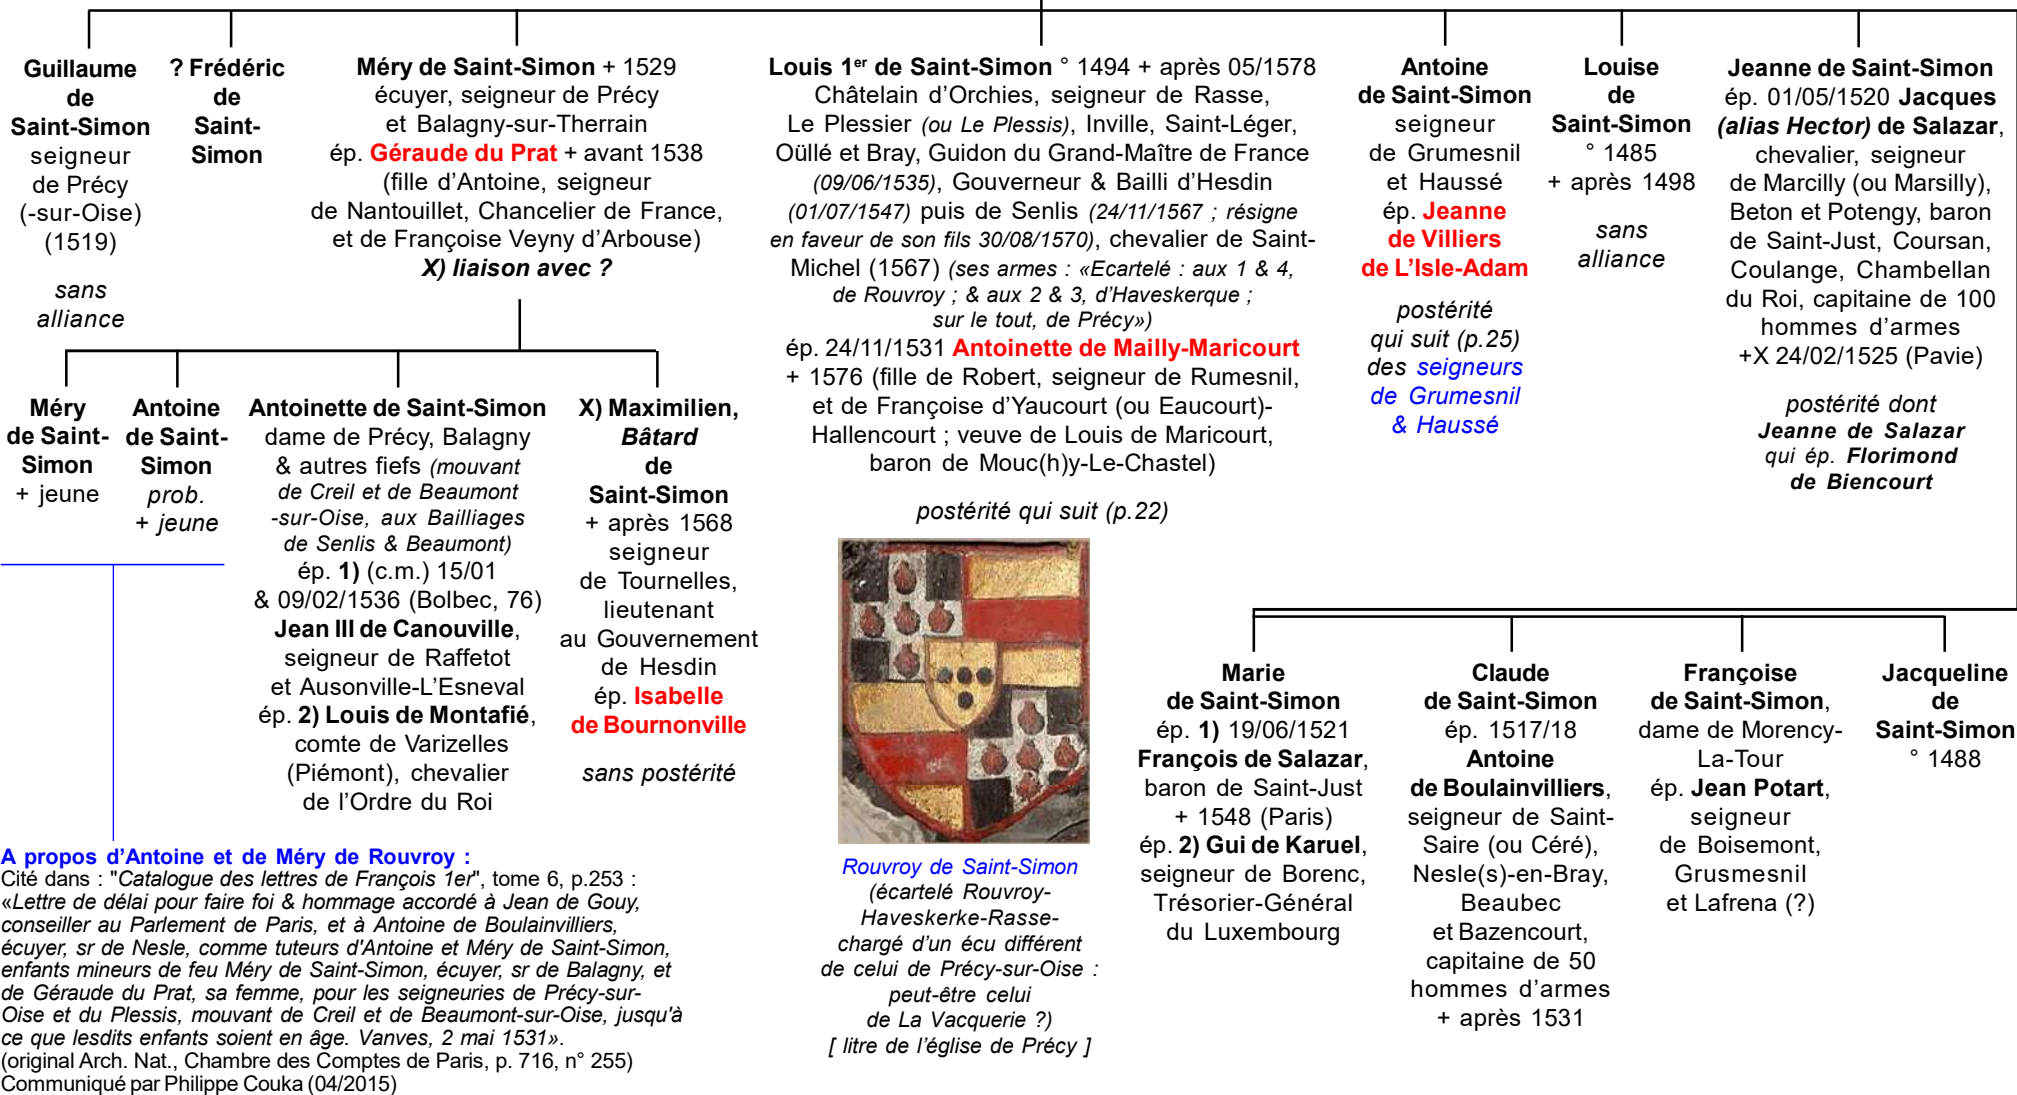 Guillaume
de
Saint-Simon
seigneur
de Précy
(-sur-Oise)
(1519)
sans
alliance
? Frédéric
de
Saint-
Simon
Méry de Saint-Simon + 1529
écuyer, seigneur de Précy
et Balagny-sur-Therrain
ép. Géraude du Prat + avant 1538
(fille d’Antoine, seigneur
de Nantouillet, Chancelier de France,
et de Françoise Veyny d’Arbouse)
X) liaison avec ?
Louis 1er de Saint-Simon ° 1494 + après 05/1578
Châtelain d’Orchies, seigneur de Rasse,
Le Plessier (ou Le Plessis), Inville, Saint-Léger,
Oüllé et Bray, Guidon du Grand-Maître de France
(09/06/1535), Gouverneur & Bailli d’Hesdin
(01/07/1547) puis de Senlis (24/11/1567 ; résigne
en faveur de son fils 30/08/1570), chevalier de Saint-
Michel (1567) (ses armes : «Ecartelé : aux 1 & 4,
de Rouvroy ; & aux 2 & 3, d’Haveskerque ;
sur le tout, de Précy»)
ép. 24/11/1531 Antoinette de Mailly-Maricourt
+ 1576 (fille de Robert, seigneur de Rumesnil,
et de Françoise d’Yaucourt (ou Eaucourt)-
Hallencourt ; veuve de Louis de Maricourt,
baron de Mouc(h)y-Le-Chastel)
postérité qui suit (p.22)
Antoine
de Saint-Simon
seigneur
de Grumesnil
et Haussé
ép. Jeanne
de Villiers
de L’Isle-Adam
postérité
qui suit (p.25)
des seigneurs
de Grumesnil
& Haussé
Louise
de
Saint-Simon
° 1485
+ après 1498
sans
alliance
Jeanne de Saint-Simon
ép. 01/05/1520 Jacques
(alias Hector) de Salazar,
chevalier, seigneur
de Marcilly (ou Marsilly),
Beton et Potengy, baron
de Saint-Just, Coursan,
Coulange, Chambellan
du Roi, capitaine de 100
hommes d’armes
+X 24/02/1525 (Pavie)
postérité dont
Jeanne de Salazar
qui ép. Florimond
de Biencourt
Méry
de Saint-
Simon
+ jeune
Antoine
de Saint-
Simon
prob.
+ jeune
Antoinette de Saint-Simon
dame de Précy, Balagny
& autres fiefs (mouvant
de Creil et de Beaumont
-sur-Oise, aux Bailliages
de Senlis & Beaumont)
ép. 1) (c.m.) 15/01
& 09/02/1536 (Bolbec, 76)
Jean III de Canouville,
seigneur de Raffetot
et Ausonville-L’Esneval
ép. 2) Louis de Montafié,
comte de Varizelles
(Piémont), chevalier
de l’Ordre du Roi
X) Maximilien,
Bâtard
de
Saint-Simon
+ après 1568
seigneur
de Tournelles,
lieutenant
au Gouvernement
de Hesdin
ép. Isabelle
de Bournonville
sans postérité
Marie
de Saint-Simon
ép. 1) 19/06/1521
François de Salazar,
baron de Saint-Just
+ 1548 (Paris)
ép. 2) Gui de Karuel,
seigneur de Borenc,
Trésorier-Général
du Luxembourg
Claude
de Saint-Simon
ép. 1517/18
Antoine
de Boulainvilliers,
seigneur de Saint-
Saire (ou Céré),
Nesle(s)-en-Bray,
Beaubec
et Bazencourt,
capitaine de 50
hommes d’armes
+ après 1531
Françoise
de Saint-Simon,
dame de Morency-
La-Tour
ép. Jean Potart,
seigneur
de Boisemont,
Grusmesnil
et Lafrena (?)
Jacqueline
de
Saint-Simon
° 1488
Rouvroy de Saint-Simon
(écartelé Rouvroy-
Haveskerke-Rasse-
chargé d’un écu différent
de celui de Précy-sur-Oise :
peut-être celui
de La Vacquerie ?)
[ litre de l’église de Précy ]
A propos d’Antoine et de Méry de Rouvroy :
Cité dans : "Catalogue des lettres de François 1er", tome 6, p.253 :
«Lettre de délai pour faire foi & hommage accordé à Jean de Gouy,
conseiller au Parlement de Paris, et à Antoine de Boulainvilliers,
écuyer, sr de Nesle, comme tuteurs d'Antoine et Méry de Saint-Simon,
enfants mineurs de feu Méry de Saint-Simon, écuyer, sr de Balagny, et
de Géraude du Prat, sa femme, pour les seigneuries de Précy-sur-
Oise et du Plessis, mouvant de Creil et de Beaumont-sur-Oise, jusqu'à
ce que lesdits enfants soient en âge. Vanves, 2 mai 1531».
(original Arch. Nat., Chambre des Comptes de Paris, p. 716, n° 255)
Communiqué par Philippe Couka (04/2015)